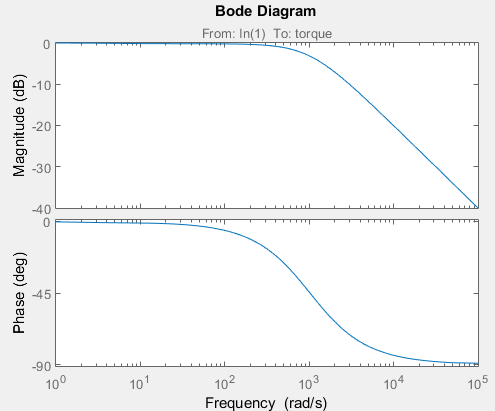 Bode Diagram
From: In(1) To: torque
Magnitude (dB)
0
-10
-20
-30
-40
Phase (deg)
0
-45
-90
10^0 10^1 10^2 10^3 10^4 10^5
Frequency (rad/s)